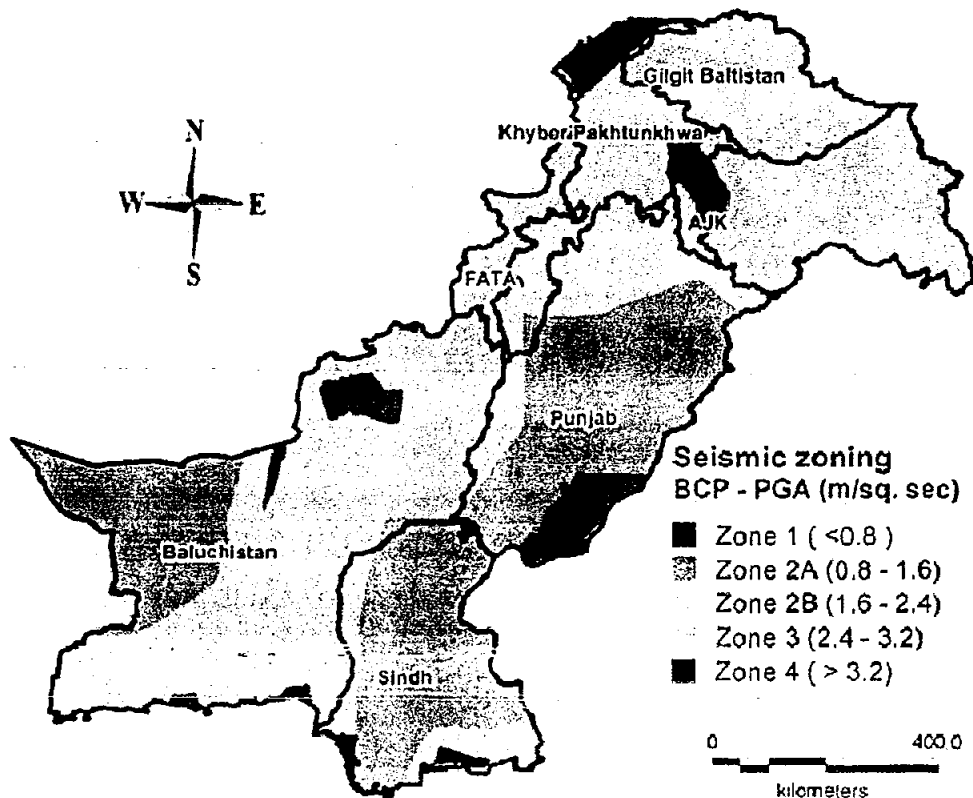 Gilgit Baltistan
Khyber Pakhtunkhwa
N
W E
S
AJK
FATA
Punjab
Seismic zoning
BCP - PGA (m/sq. sec)
Zone 1 ( <0.8 )
Zone 2A (0.8 - 1.6)
Zone 2B (1.6 - 2.4)
Zone 3 (2.4 - 3.2)
Zone 4 ( > 3.2)
Baluchistan
Sindh
0 400.0
kilometers